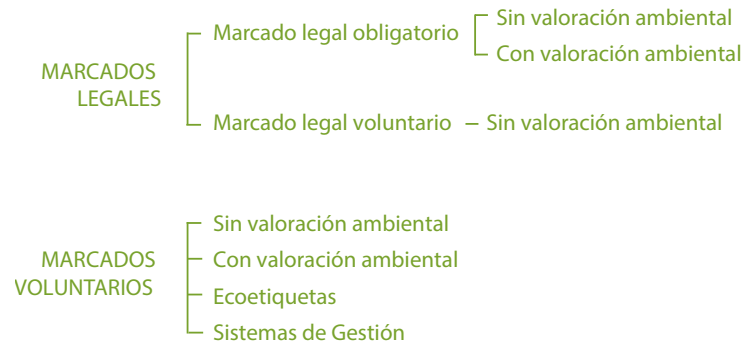 MARCADOS LEGALES
Marcado legal obligatorio
Sin valoración ambiental
Con valoración ambiental
Marcado legal voluntario – Sin valoración ambiental
MARCADOS VOLUNTARIOS
Sin valoración ambiental
Con valoración ambiental
Ecoetiquetas
Sistemas de Gestión